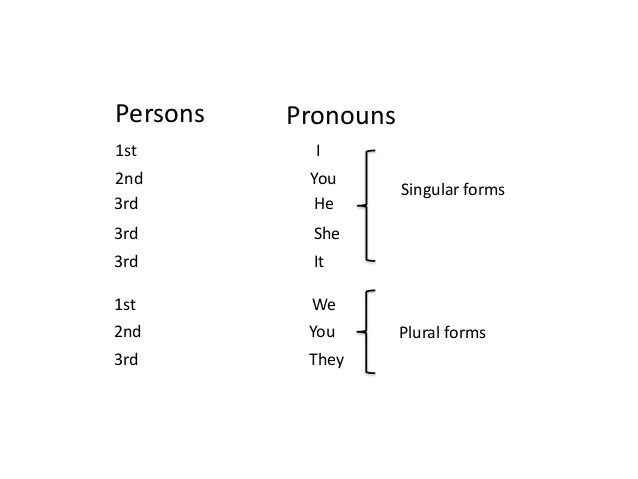 Persons Pronouns
1st I
2nd You
3rd He
3rd She
3rd It
Singular forms
1st We
2nd You
3rd They
Plural forms